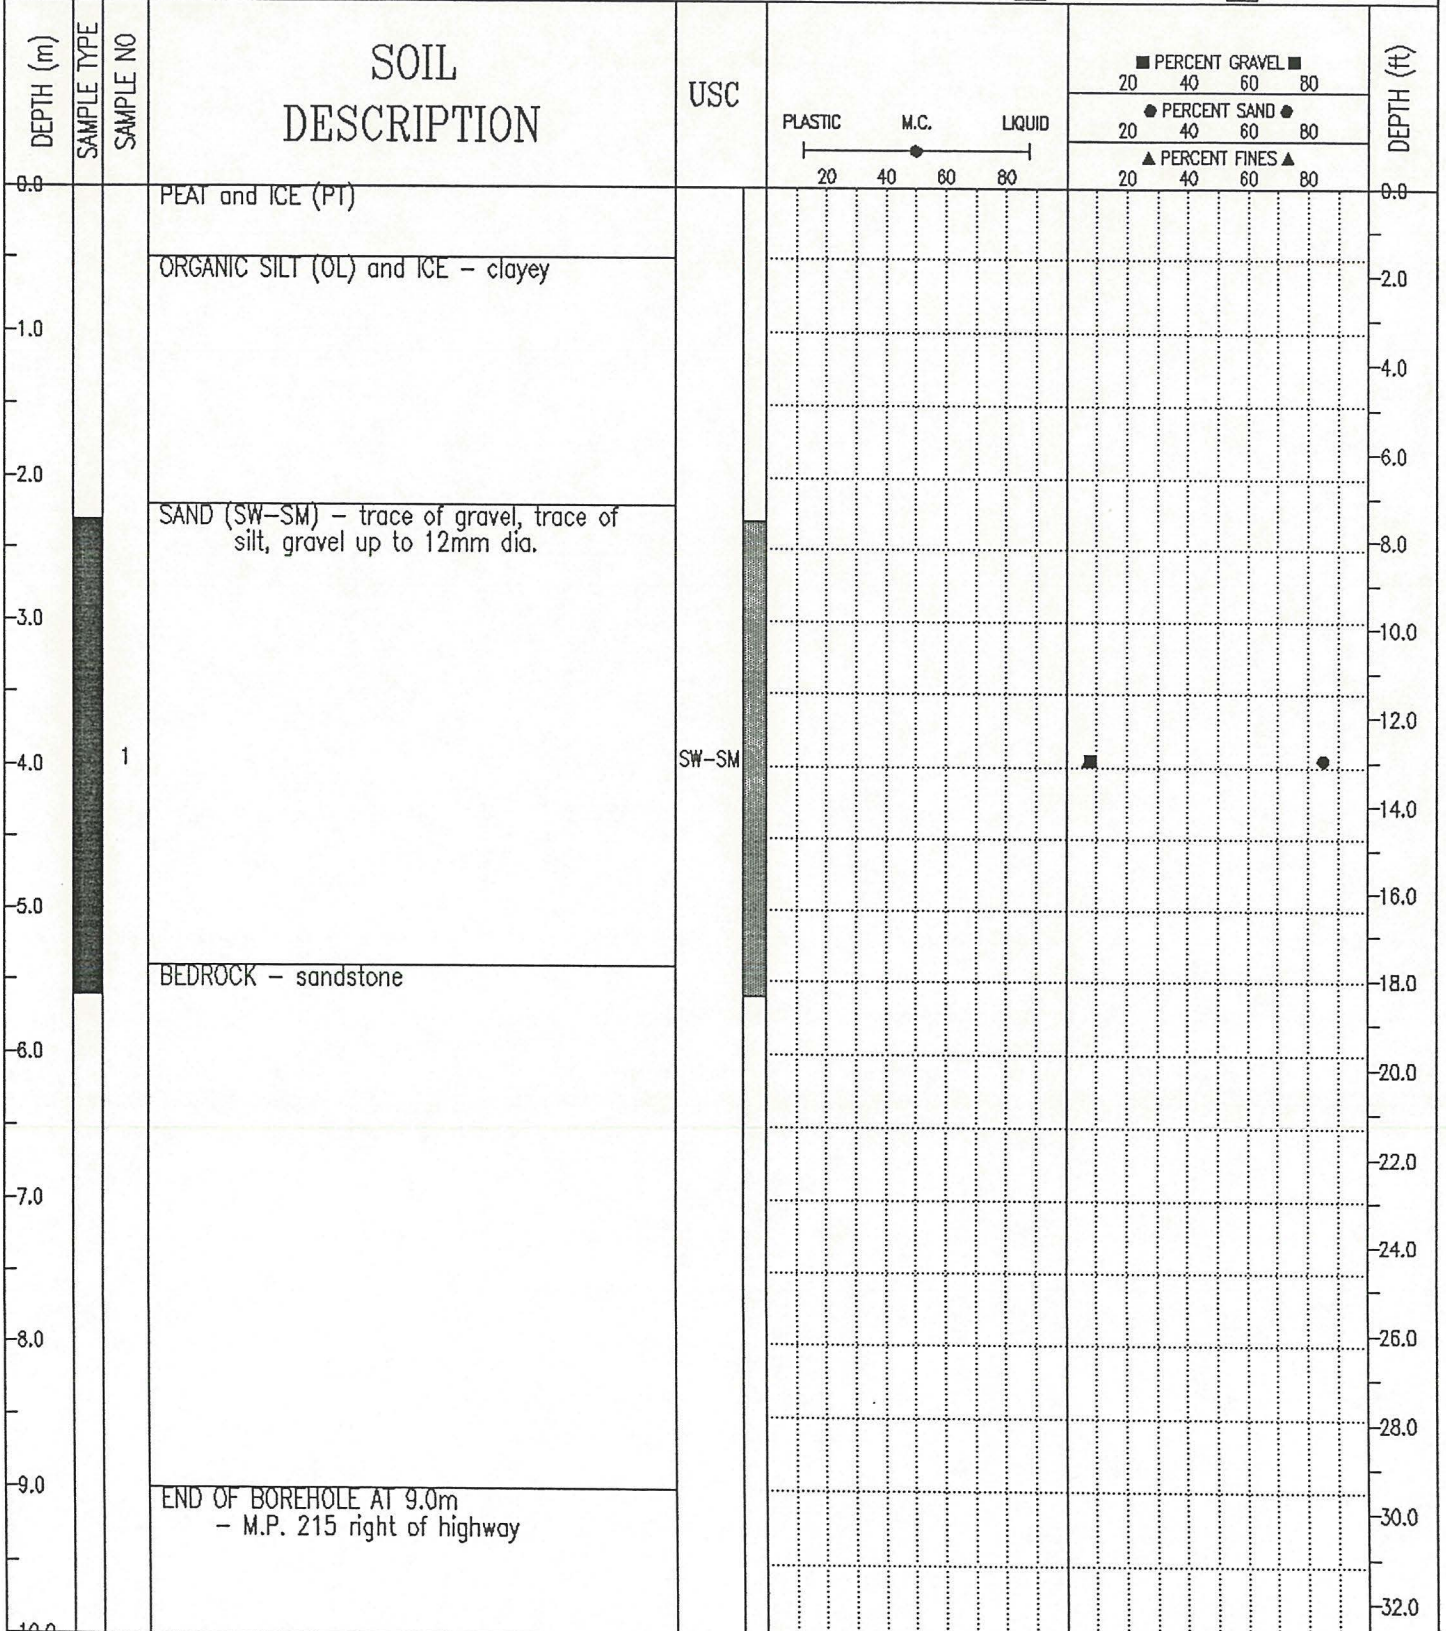 DEPTH (m)
SAMPLE TYPE
SAMPLE NO
SOIL
DESCRIPTION
USC
PLASTIC M.C. LIQUID
20 40 60 80
■ PERCENT GRAVEL ■
20 40 60 80
● PERCENT SAND ●
20 40 60 80
▲ PERCENT FINES ▲
20 40 60 80
DEPTH (ft)
0.0
1.0
2.0
3.0
4.0
5.0
6.0
7.0
8.0
9.0
10.0
1
PEAT and ICE (PT)
ORGANIC SILT (OL) and ICE – clayey
SAND (SW–SM) – trace of gravel, trace of
silt, gravel up to 12mm dia.
BEDROCK – sandstone
END OF BOREHOLE AT 9.0m
– M.P. 215 right of highway
SW–SM
0.0
2.0
4.0
6.0
8.0
10.0
12.0
14.0
16.0
18.0
20.0
22.0
24.0
26.0
28.0
30.0
32.0